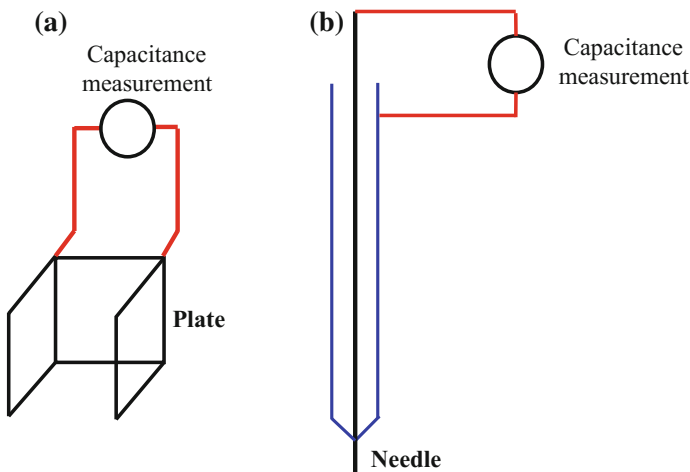 (a)
Capacitance
measurement
Plate
(b)
Capacitance
measurement
Needle